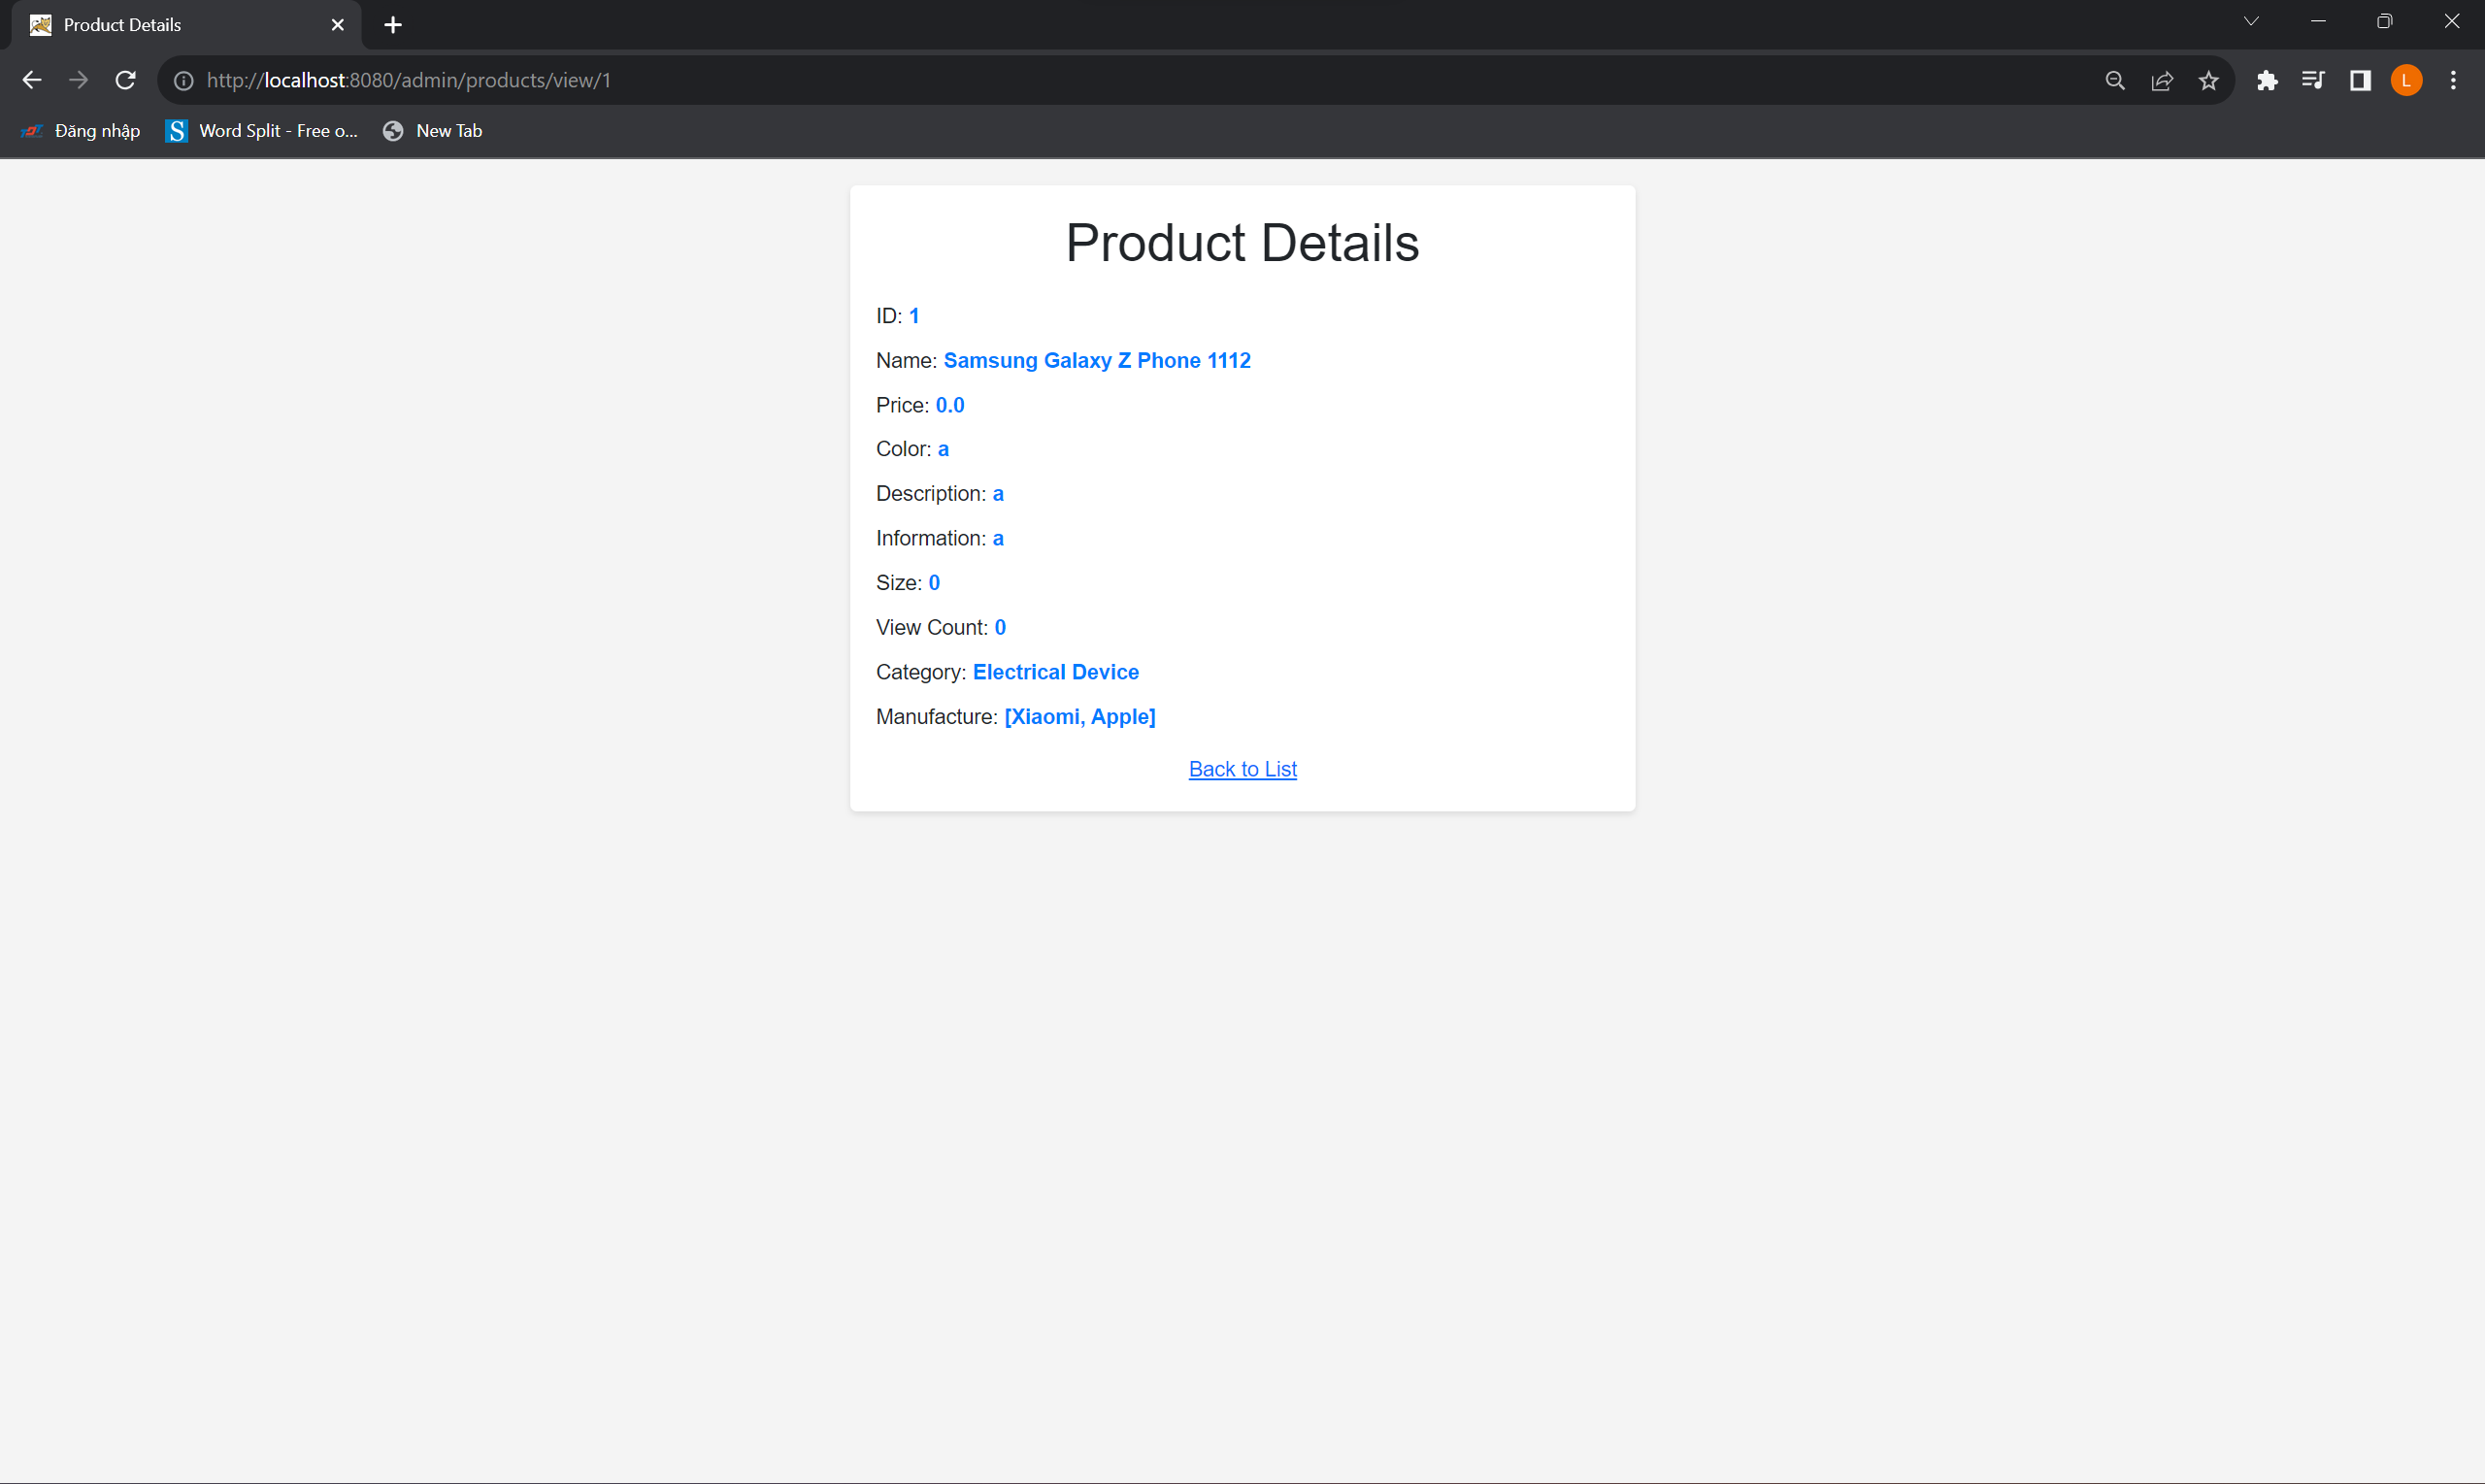 Product Details
http://localhost:8080/admin/products/view/1
L
Đăng nhập
S
Word Split - Free o...
New Tab
Product Details
ID: 1
Name: Samsung Galaxy Z Phone 1112
Price: 0.0
Color: a
Description: a
Information: a
Size: 0
View Count: 0
Category: Electrical Device
Manufacture: [Xiaomi, Apple]
Back to List